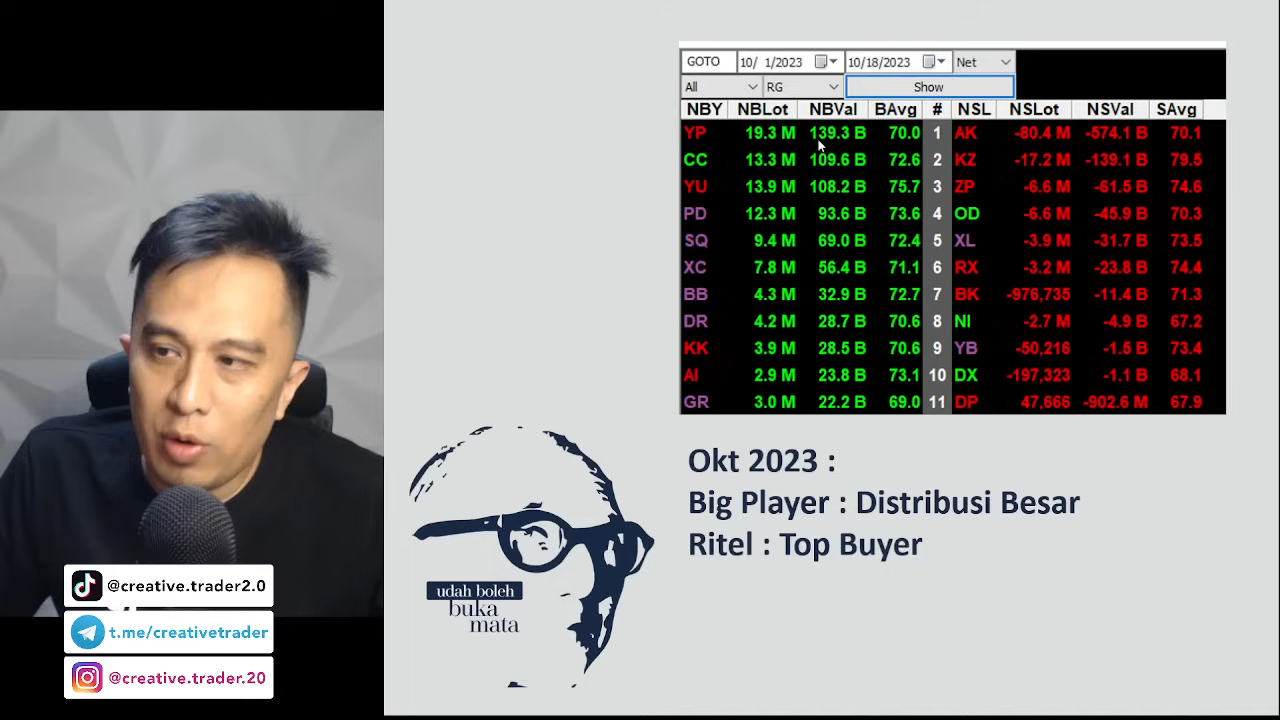 GOTO 10/ 1/2023 10/18/2023 Net
All RG Show
NBY NBLot NBVal BAvg # NSL NSLot NSVal SAvg
YP 19.3 M 139.3 B 70.0 1 AK -80.4 M -574.1 B 70.1
CC 13.3 M 109.6 B 72.6 2 KZ -17.2 M -139.1 B 79.5
YU 13.9 M 108.2 B 75.7 3 ZP -6.6 M -61.5 B 74.6
PD 12.3 M 93.6 B 73.6 4 OD -6.6 M -45.9 B 70.3
SQ 9.4 M 69.0 B 72.4 5 XL -3.9 M -31.7 B 73.5
XC 7.8 M 56.4 B 71.1 6 RX -3.2 M -23.8 B 74.4
BB 4.3 M 32.9 B 72.7 7 BK -976,735 -11.4 B 71.3
DR 4.2 M 28.7 B 70.6 8 NI -2.7 M -4.9 B 67.2
KK 3.9 M 28.5 B 70.6 9 YB -50,216 -1.5 B 73.4
AI 2.9 M 23.8 B 73.1 10 DX -197,323 -1.1 B 68.1
GR 3.0 M 22.2 B 69.0 11 DP 47,666 -902.6 M 67.9
Okt 2023 :
Big Player : Distribusi Besar
Ritel : Top Buyer
udah boleh
buka
mata
@creative.trader2.0
t.me/creativetrader
@creative.trader.20